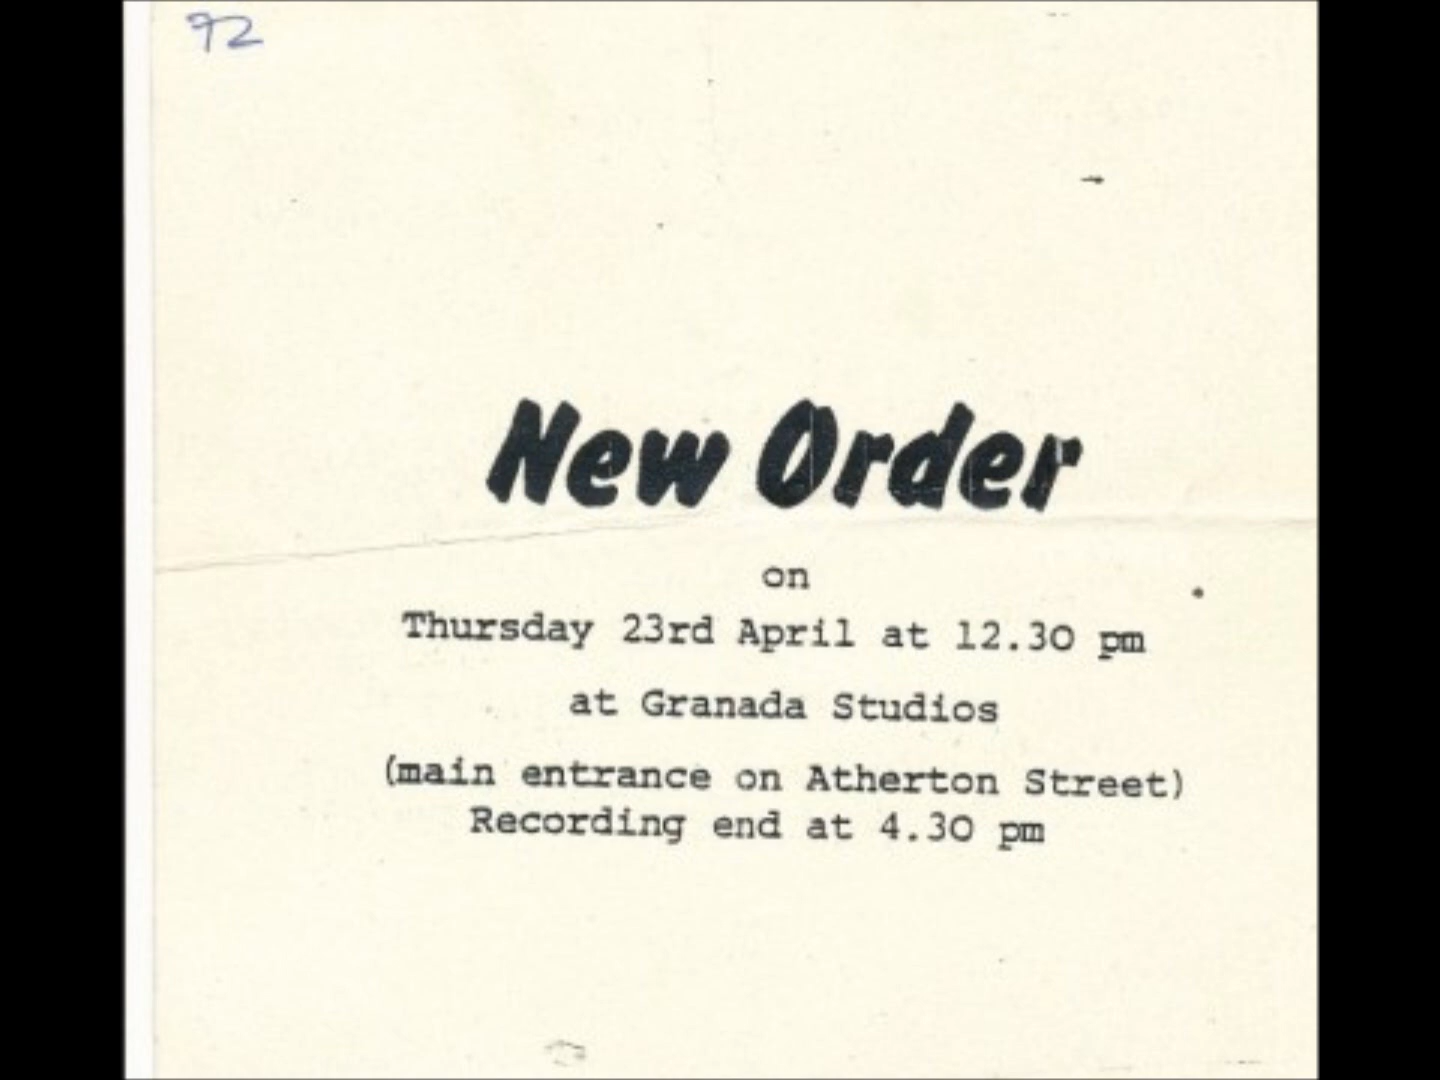 92
New Order
on
Thursday 23rd April at 12.30 pm
at Granada Studios
(main entrance on Atherton Street)
Recording end at 4.30 pm